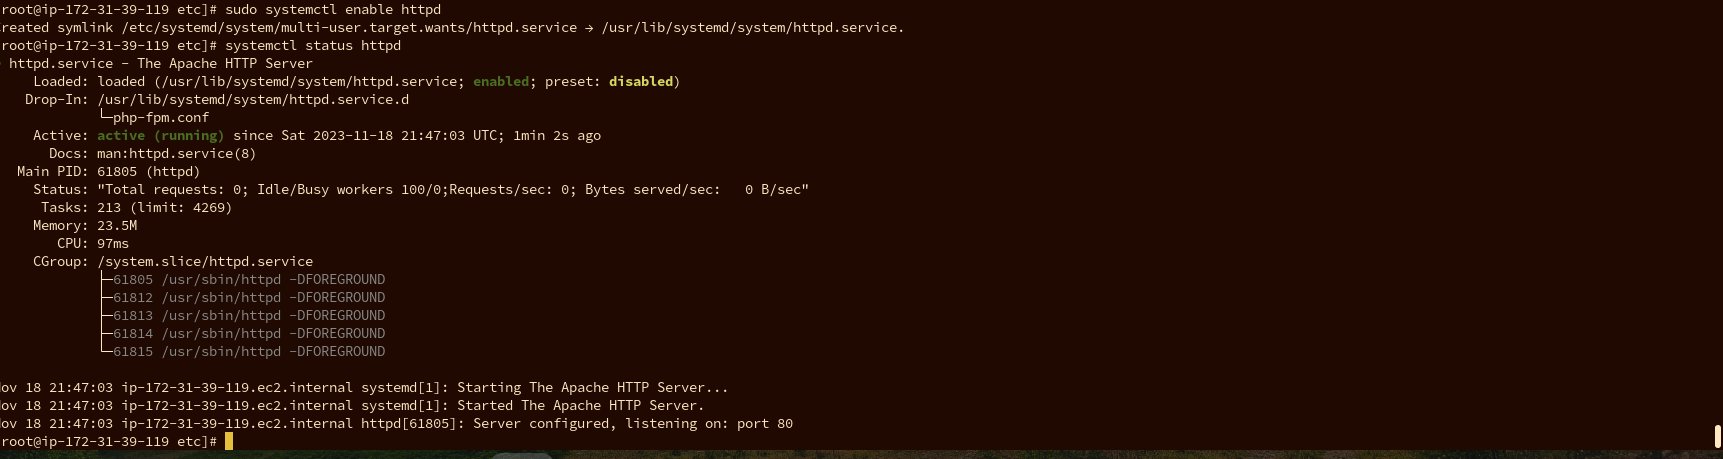 root@ip-172-31-39-119 etc]# sudo systemctl enable httpd
reated symlink /etc/systemd/system/multi-user.target.wants/httpd.service → /usr/lib/systemd/system/httpd.service.
root@ip-172-31-39-119 etc]# systemctl status httpd
httpd.service - The Apache HTTP Server
Loaded: loaded (/usr/lib/systemd/system/httpd.service; enabled; preset: disabled)
Drop-In: /usr/lib/systemd/system/httpd.service.d
└─php-fpm.conf
Active: active (running) since Sat 2023-11-18 21:47:03 UTC; 1min 2s ago
Docs: man:httpd.service(8)
Main PID: 61805 (httpd)
Status: "Total requests: 0; Idle/Busy workers 100/0;Requests/sec: 0; Bytes served/sec:   0 B/sec"
Tasks: 213 (limit: 4269)
Memory: 23.5M
CPU: 97ms
CGroup: /system.slice/httpd.service
├─61805 /usr/sbin/httpd -DFOREGROUND
├─61812 /usr/sbin/httpd -DFOREGROUND
├─61813 /usr/sbin/httpd -DFOREGROUND
├─61814 /usr/sbin/httpd -DFOREGROUND
└─61815 /usr/sbin/httpd -DFOREGROUND
ov 18 21:47:03 ip-172-31-39-119.ec2.internal systemd[1]: Starting The Apache HTTP Server...
ov 18 21:47:03 ip-172-31-39-119.ec2.internal systemd[1]: Started The Apache HTTP Server.
ov 18 21:47:03 ip-172-31-39-119.ec2.internal httpd[61805]: Server configured, listening on: port 80
root@ip-172-31-39-119 etc]#